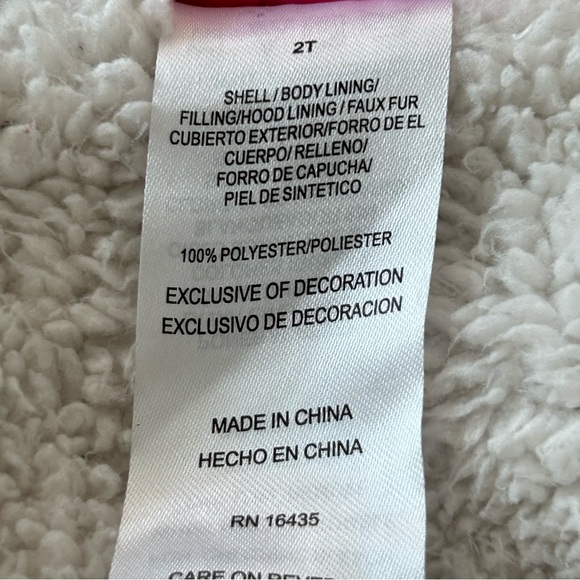 2T
SHELL/BODY LINING/
FILLING/HOOD LINING/FAUX FUR
CUBIERTO EXTERIOR/FORRO DE EL
CUERPO/RELLENO/
FORRO DE CAPUCHA/
PIEL DE SINTETICO
100% POLYESTER/POLIESTER
EXCLUSIVE OF DECORATION
EXCLUSIVO DE DECORACION
MADE IN CHINA
HECHO EN CHINA
RN 16435
CARE ON